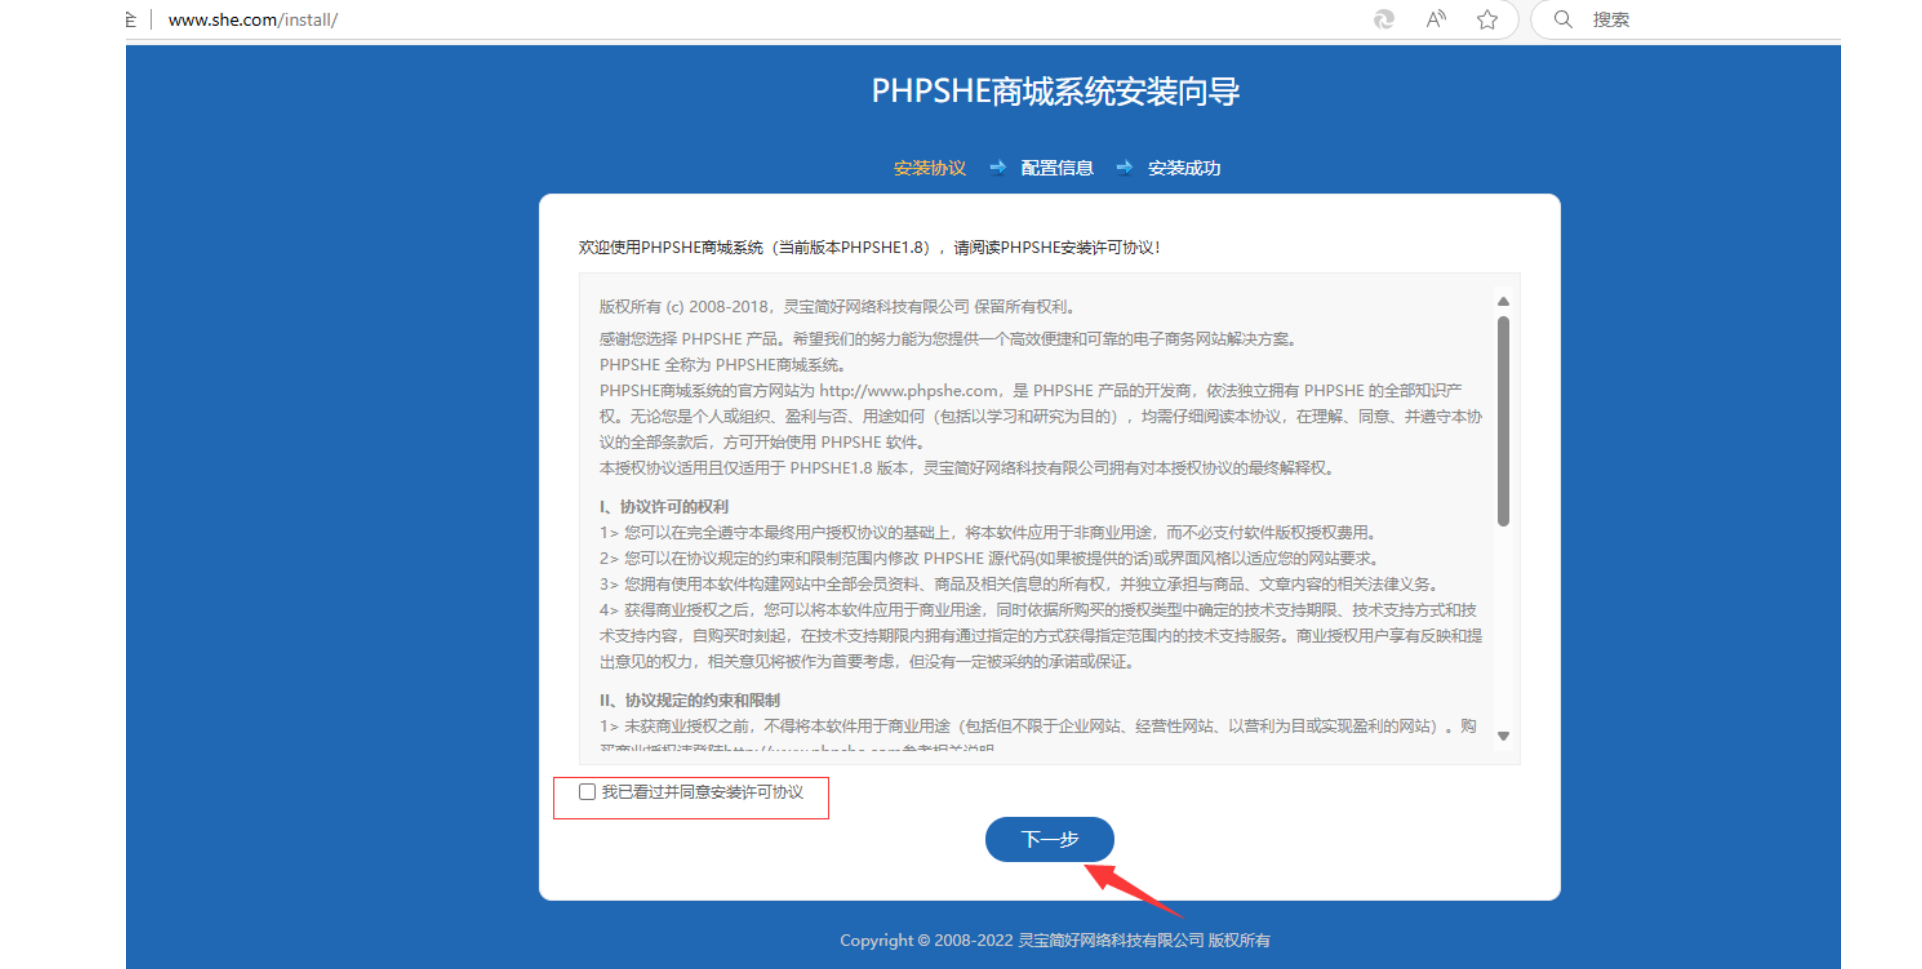 www.she.com/install/
搜索
PHPSHE商城系统安装向导
安装协议 配置信息 安装成功
欢迎使用PHPSHE商城系统（当前版本PHPSHE1.8），请阅读PHPSHE安装许可协议！
版权所有 (c) 2008-2018，灵宝简好网络科技有限公司 保留所有权利。
感谢您选择 PHPSHE 产品。希望我们的努力能为您提供一个高效便捷和可靠的电子商务网站解决方案。
PHPSHE 全称为 PHPSHE商城系统。
PHPSHE商城系统的官方网站为 http://www.phpshe.com，是 PHPSHE 产品的开发商，依法独立拥有 PHPSHE 的全部知识产
权。无论您是个人或组织、盈利与否、用途如何（包括以学习和研究为目的），均需仔细阅读本协议，在理解、同意、并遵守本协
议的全部条款后，方可开始使用 PHPSHE 软件。
本授权协议适用且仅适用于 PHPSHE1.8 版本，灵宝简好网络科技有限公司拥有对本授权协议的最终解释权。
I、协议许可的权利
1> 您可以在完全遵守本最终用户授权协议的基础上，将本软件应用于非商业用途，而不必支付软件版权授权费用。
2> 您可以在协议规定的约束和限制范围内修改 PHPSHE 源代码(如果被提供的话)或界面风格以适应您的网站要求。
3> 您拥有使用本软件构建网站中全部会员资料、商品及相关信息的所有权，并独立承担与商品、文章内容的相关法律义务。
4> 获得商业授权之后，您可以将本软件应用于商业用途，同时依据所购买的授权类型中确定的技术支持期限、技术支持方式和技
术支持内容，自购买时刻起，在技术支持期限内拥有通过指定的方式获得指定范围内的技术支持服务。商业授权用户享有反映和提
出意见的权力，相关意见将被作为首要考虑，但没有一定被采纳的承诺或保证。
II、协议规定的约束和限制
1> 未获商业授权之前，不得将本软件用于商业用途（包括但不限于企业网站、经营性网站、以营利为目或实现盈利的网站）。购
买商业授权请登陆http://www.phpshe.com参考相关说明
我已看过并同意安装许可协议
下一步
Copyright © 2008-2022 灵宝简好网络科技有限公司 版权所有